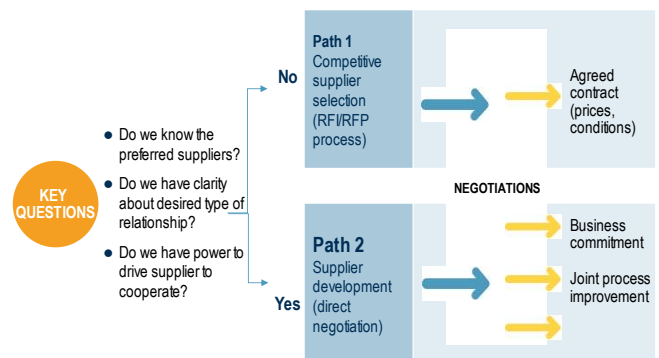 KEY
QUESTIONS
Do we know the
preferred suppliers?
Do we have clarity
about desired type of
relationship?
Do we have power to
drive supplier to
cooperate?
No
Path 1
Competitive
supplier
selection
(RFI/RFP
process)
Agreed
contract
(prices,
conditions)
NEGOTIATIONS
Yes
Path 2
Supplier
development
(direct
negotiation)
Business
commitment
Joint process
improvement